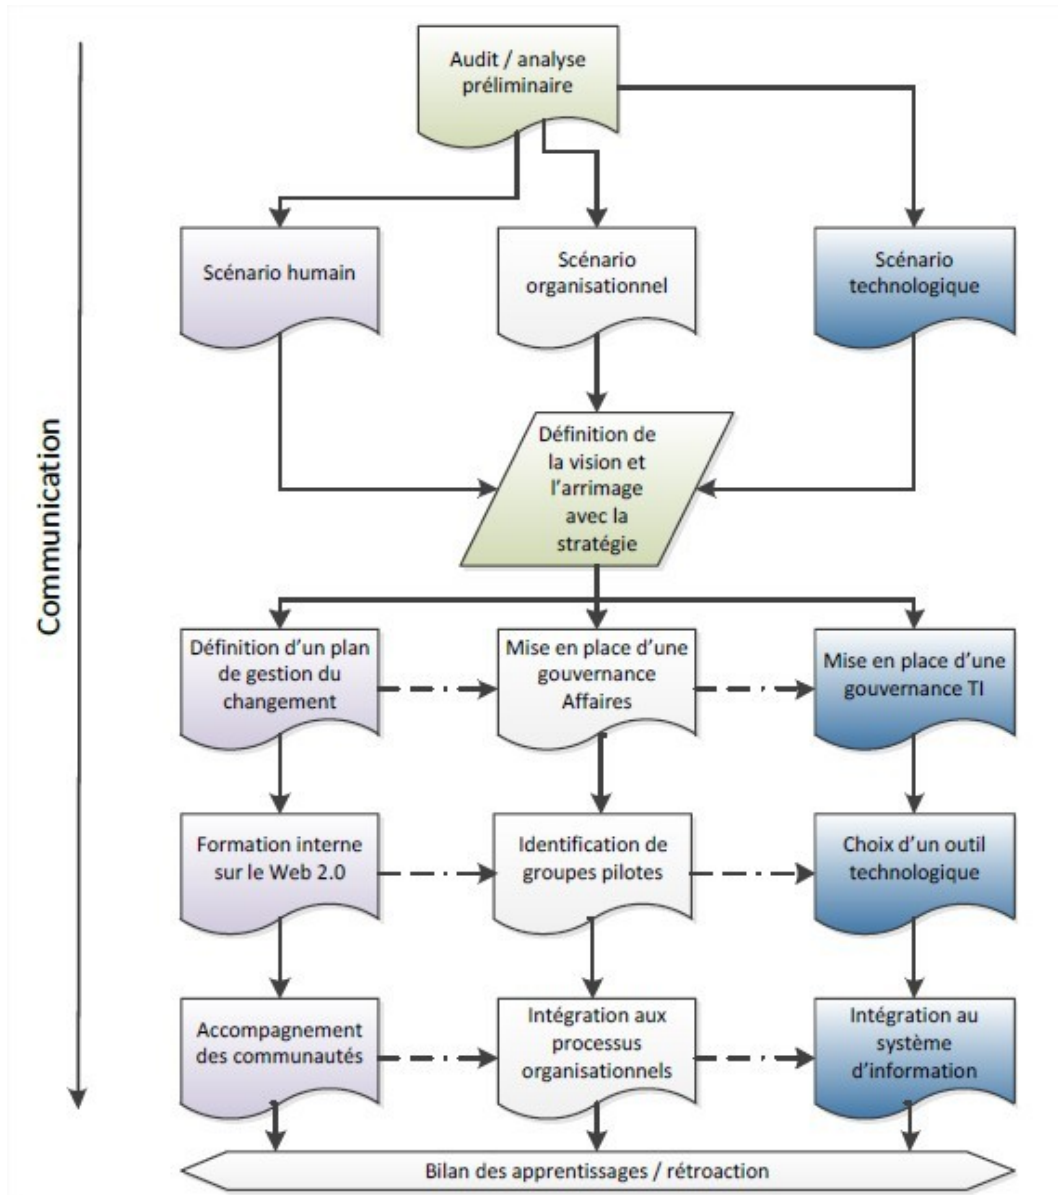 Audit / analyse
préliminaire
Scénario humain
Scénario
organisationnel
Scénario
technologique
Communication
Définition de
la vision et
l'arrimage
avec la
stratégie
Définition d'un plan
de gestion du
changement
Mise en place d'une
gouvernance
Affaires
Mise en place d'une
gouvernance TI
Formation interne
sur le Web 2.0
Identification de
groupes pilotes
Choix d'un outil
technologique
Accompagnement
des communautés
Intégration aux
processus
organisationnels
Intégration au
système
d'information
Bilan des apprentissages / rétroaction